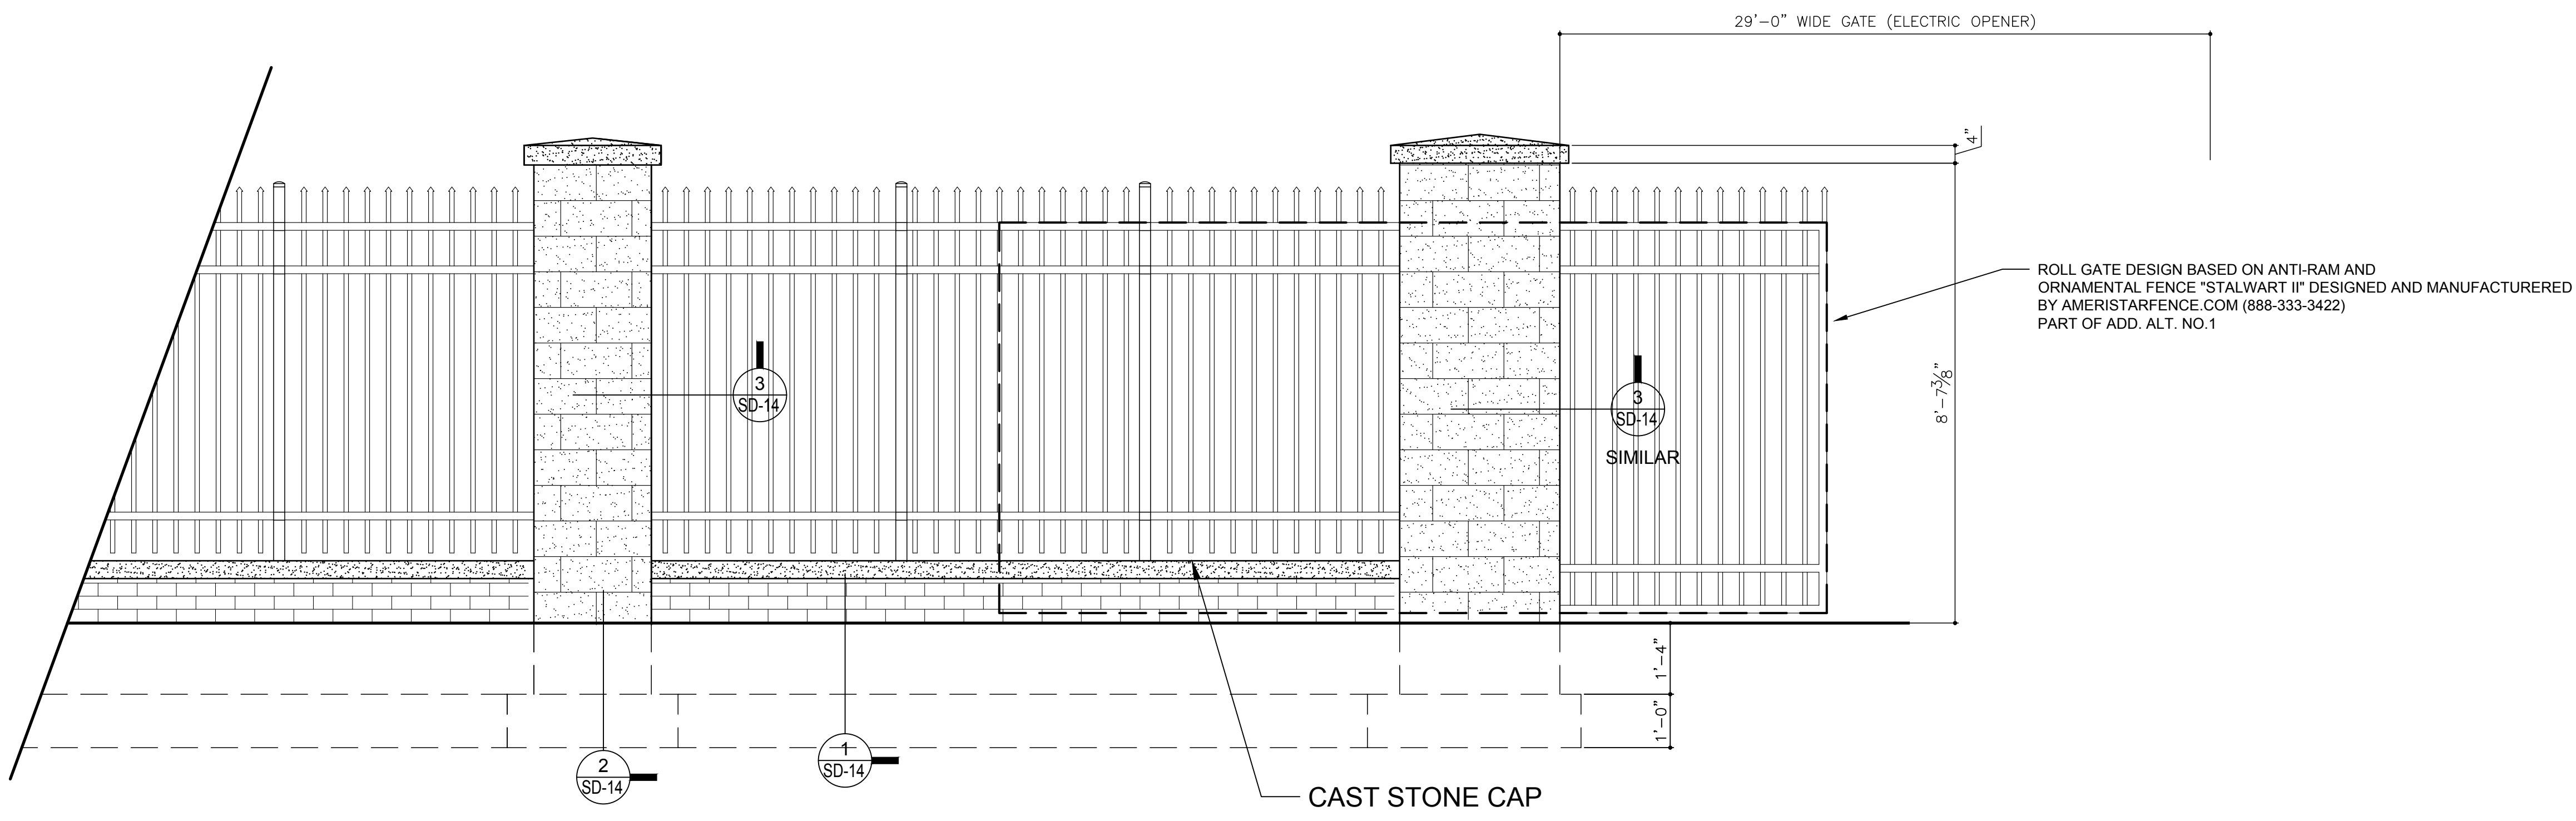 29'-0" WIDE GATE (ELECTRIC OPENER)
4"
ROLL GATE DESIGN BASED ON ANTI-RAM AND
ORNAMENTAL FENCE "STALWART II" DESIGNED AND MANUFACTURERED
BY AMERISTARFENCE.COM (888-333-3422)
PART OF ADD. ALT. NO.1
3
SD-14
3
SD-14
SIMILAR
8'-7 3/8"
1'-4"
1'-0"
1
SD-14
2
SD-14
CAST STONE CAP